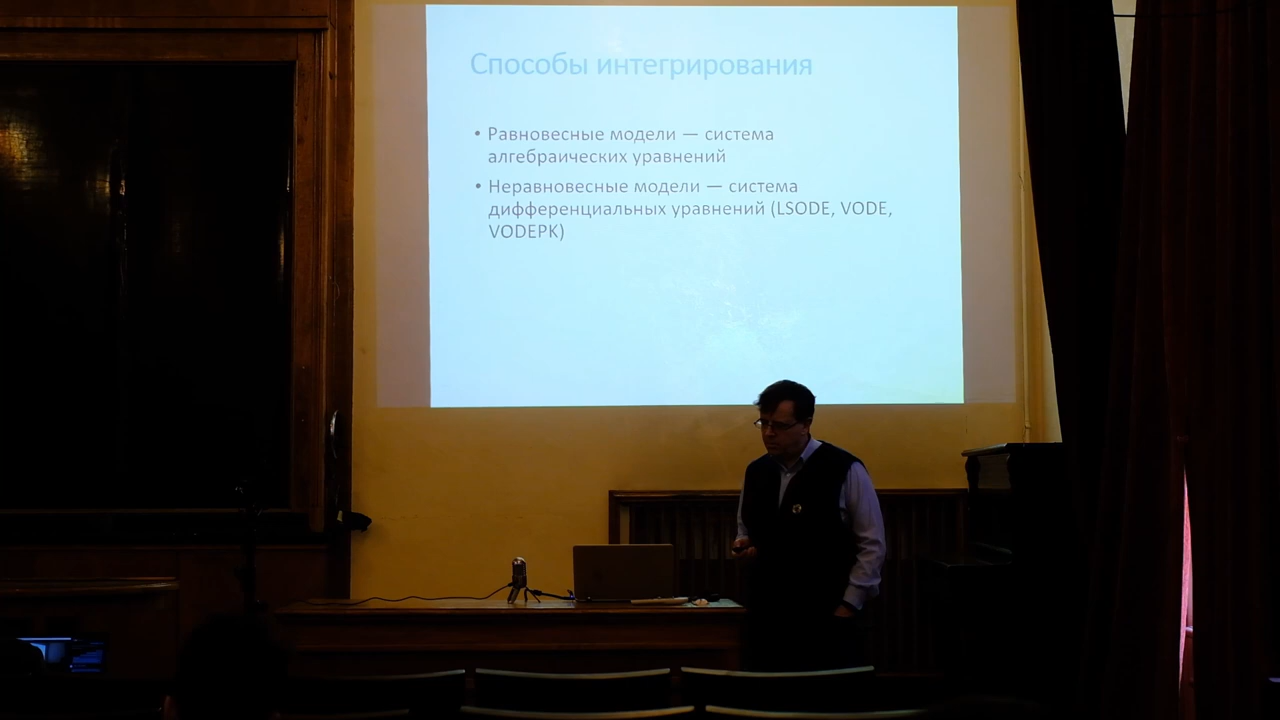 Способы интегрирования
• Равновесные модели — система
алгебраических уравнений
• Неравновесные модели — система
дифференциальных уравнений (LSODE, VODE,
VODEPK)